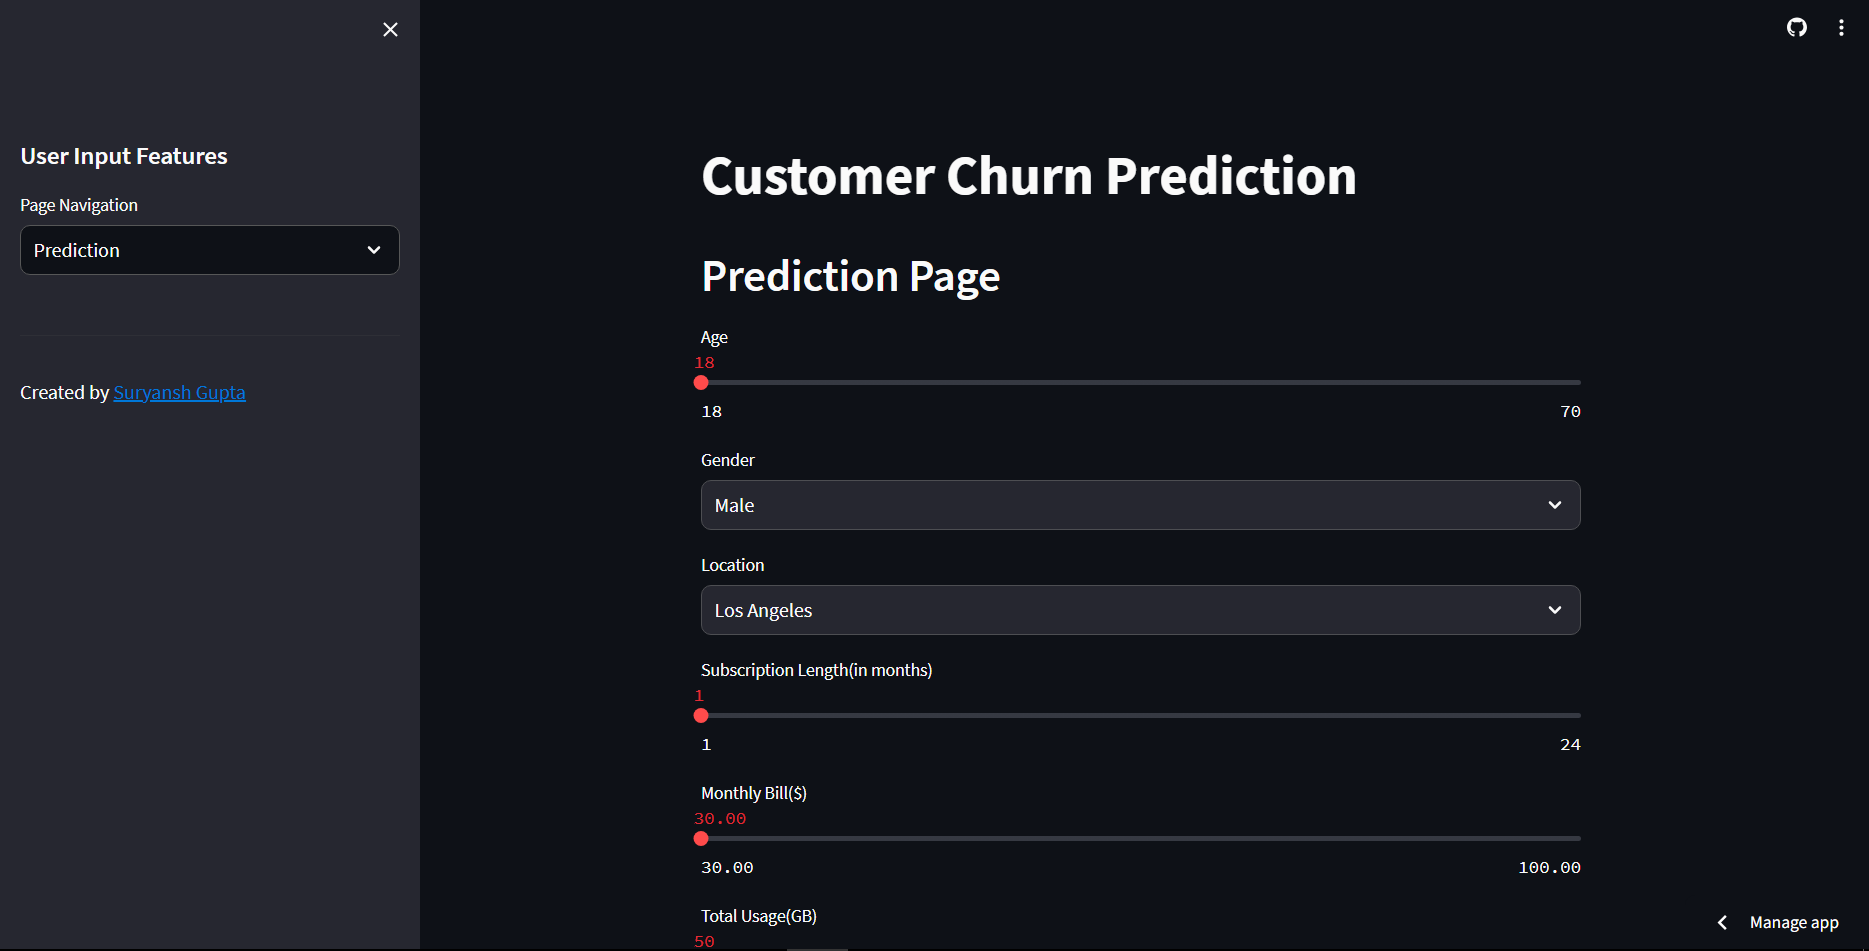 User Input Features
Page Navigation
Prediction
Created by Suryansh Gupta
Customer Churn Prediction
Prediction Page
Age
18
18 70
Gender
Male
Location
Los Angeles
Subscription Length(in months)
1
1 24
Monthly Bill($)
30.00
30.00 100.00
Total Usage(GB)
50
Manage app